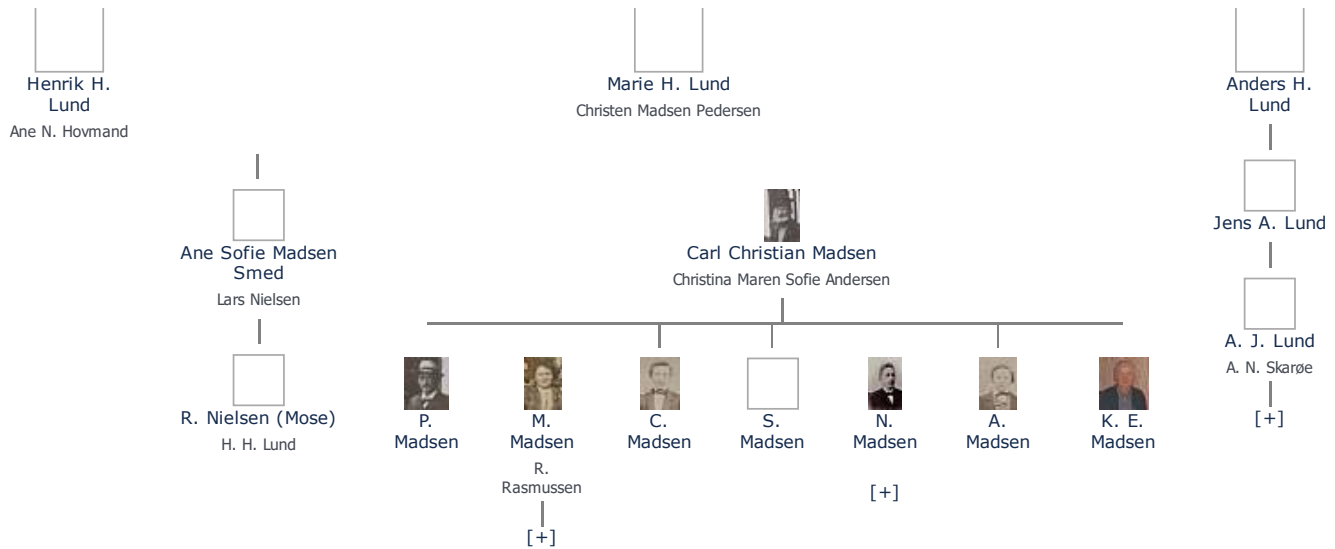 Henrik H.
Lund
Ane N. Hovmand
Marie H. Lund
Christen Madsen Pedersen
Anders H.
Lund
Ane Sofie Madsen
Smed
Lars Nielsen
Carl Christian Madsen
Christina Maren Sofie Andersen
Jens A. Lund
A. J. Lund
A. N. Skarøe
[+]
R. Nielsen (Mose)
H. H. Lund
P.
Madsen
M.
Madsen
R.
Rasmussen
[+]
C.
Madsen
S.
Madsen
N.
Madsen
[+]
A.
Madsen
K. E.
Madsen